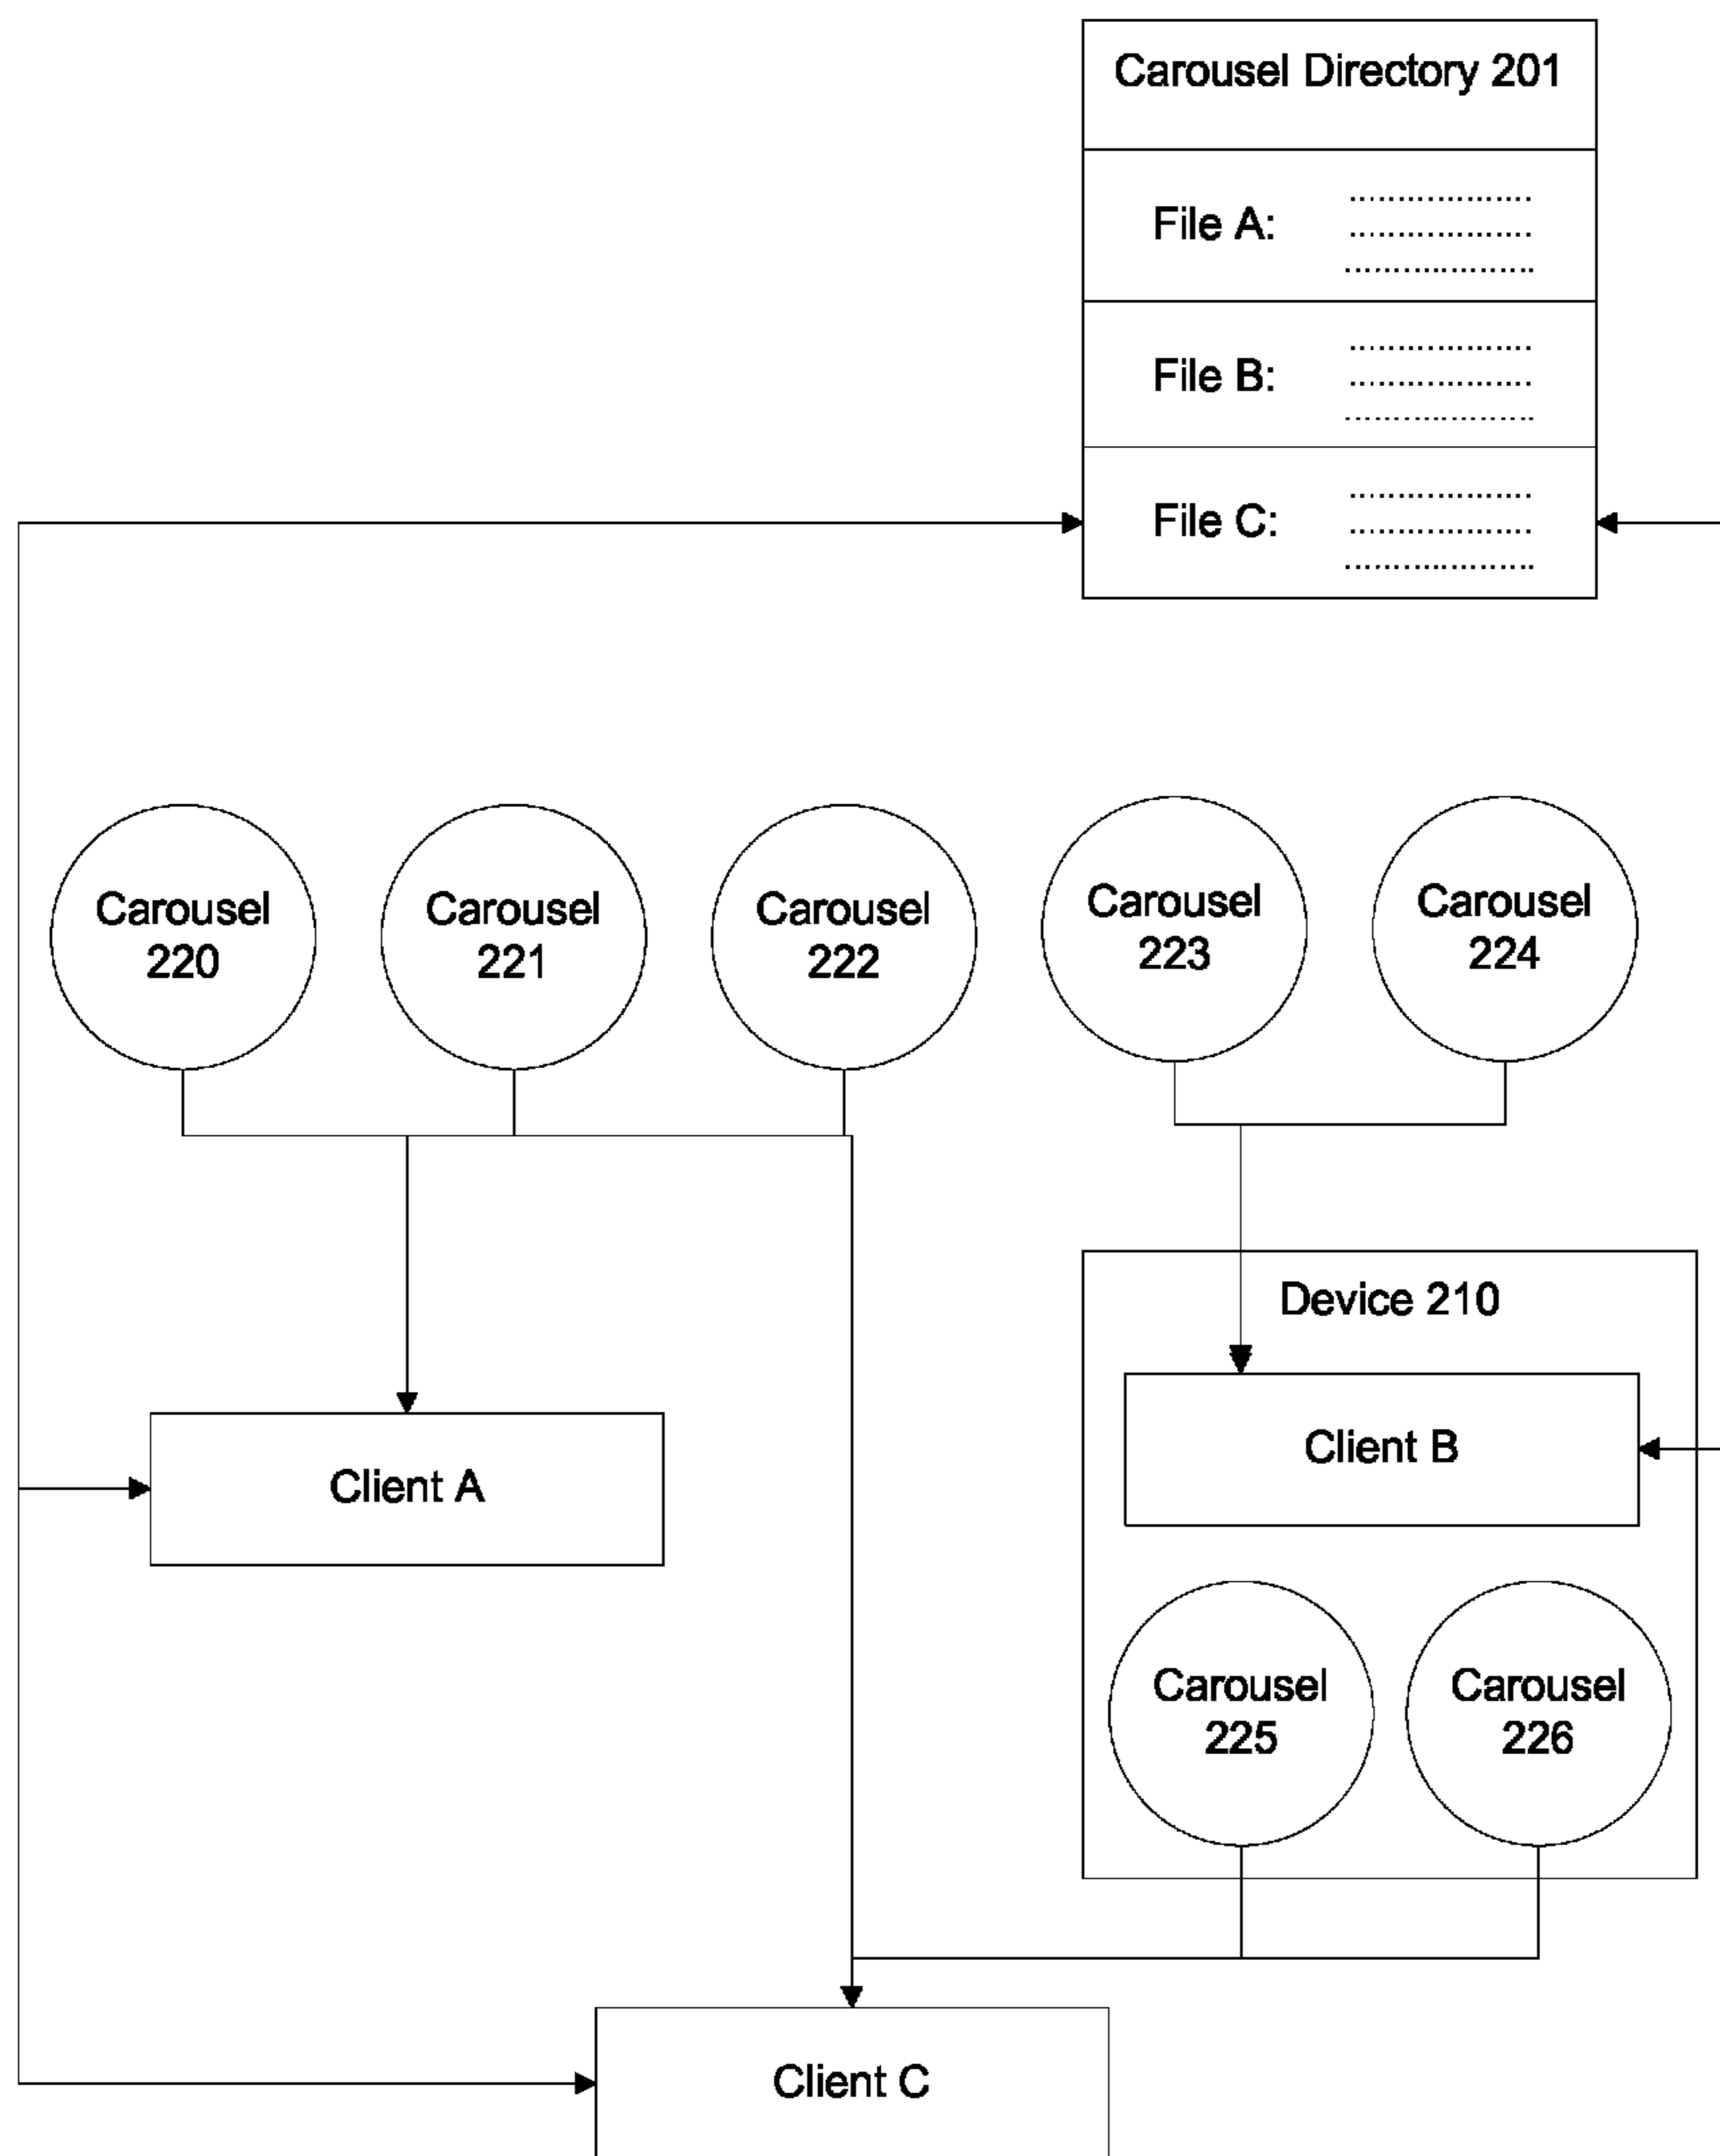 Carousel Directory 201
File A:
File B:
File C:
Carousel
220
Carousel
221
Carousel
222
Carousel
223
Carousel
224
Device 210
Client B
Client A
Carousel
225
Carousel
226
Client C